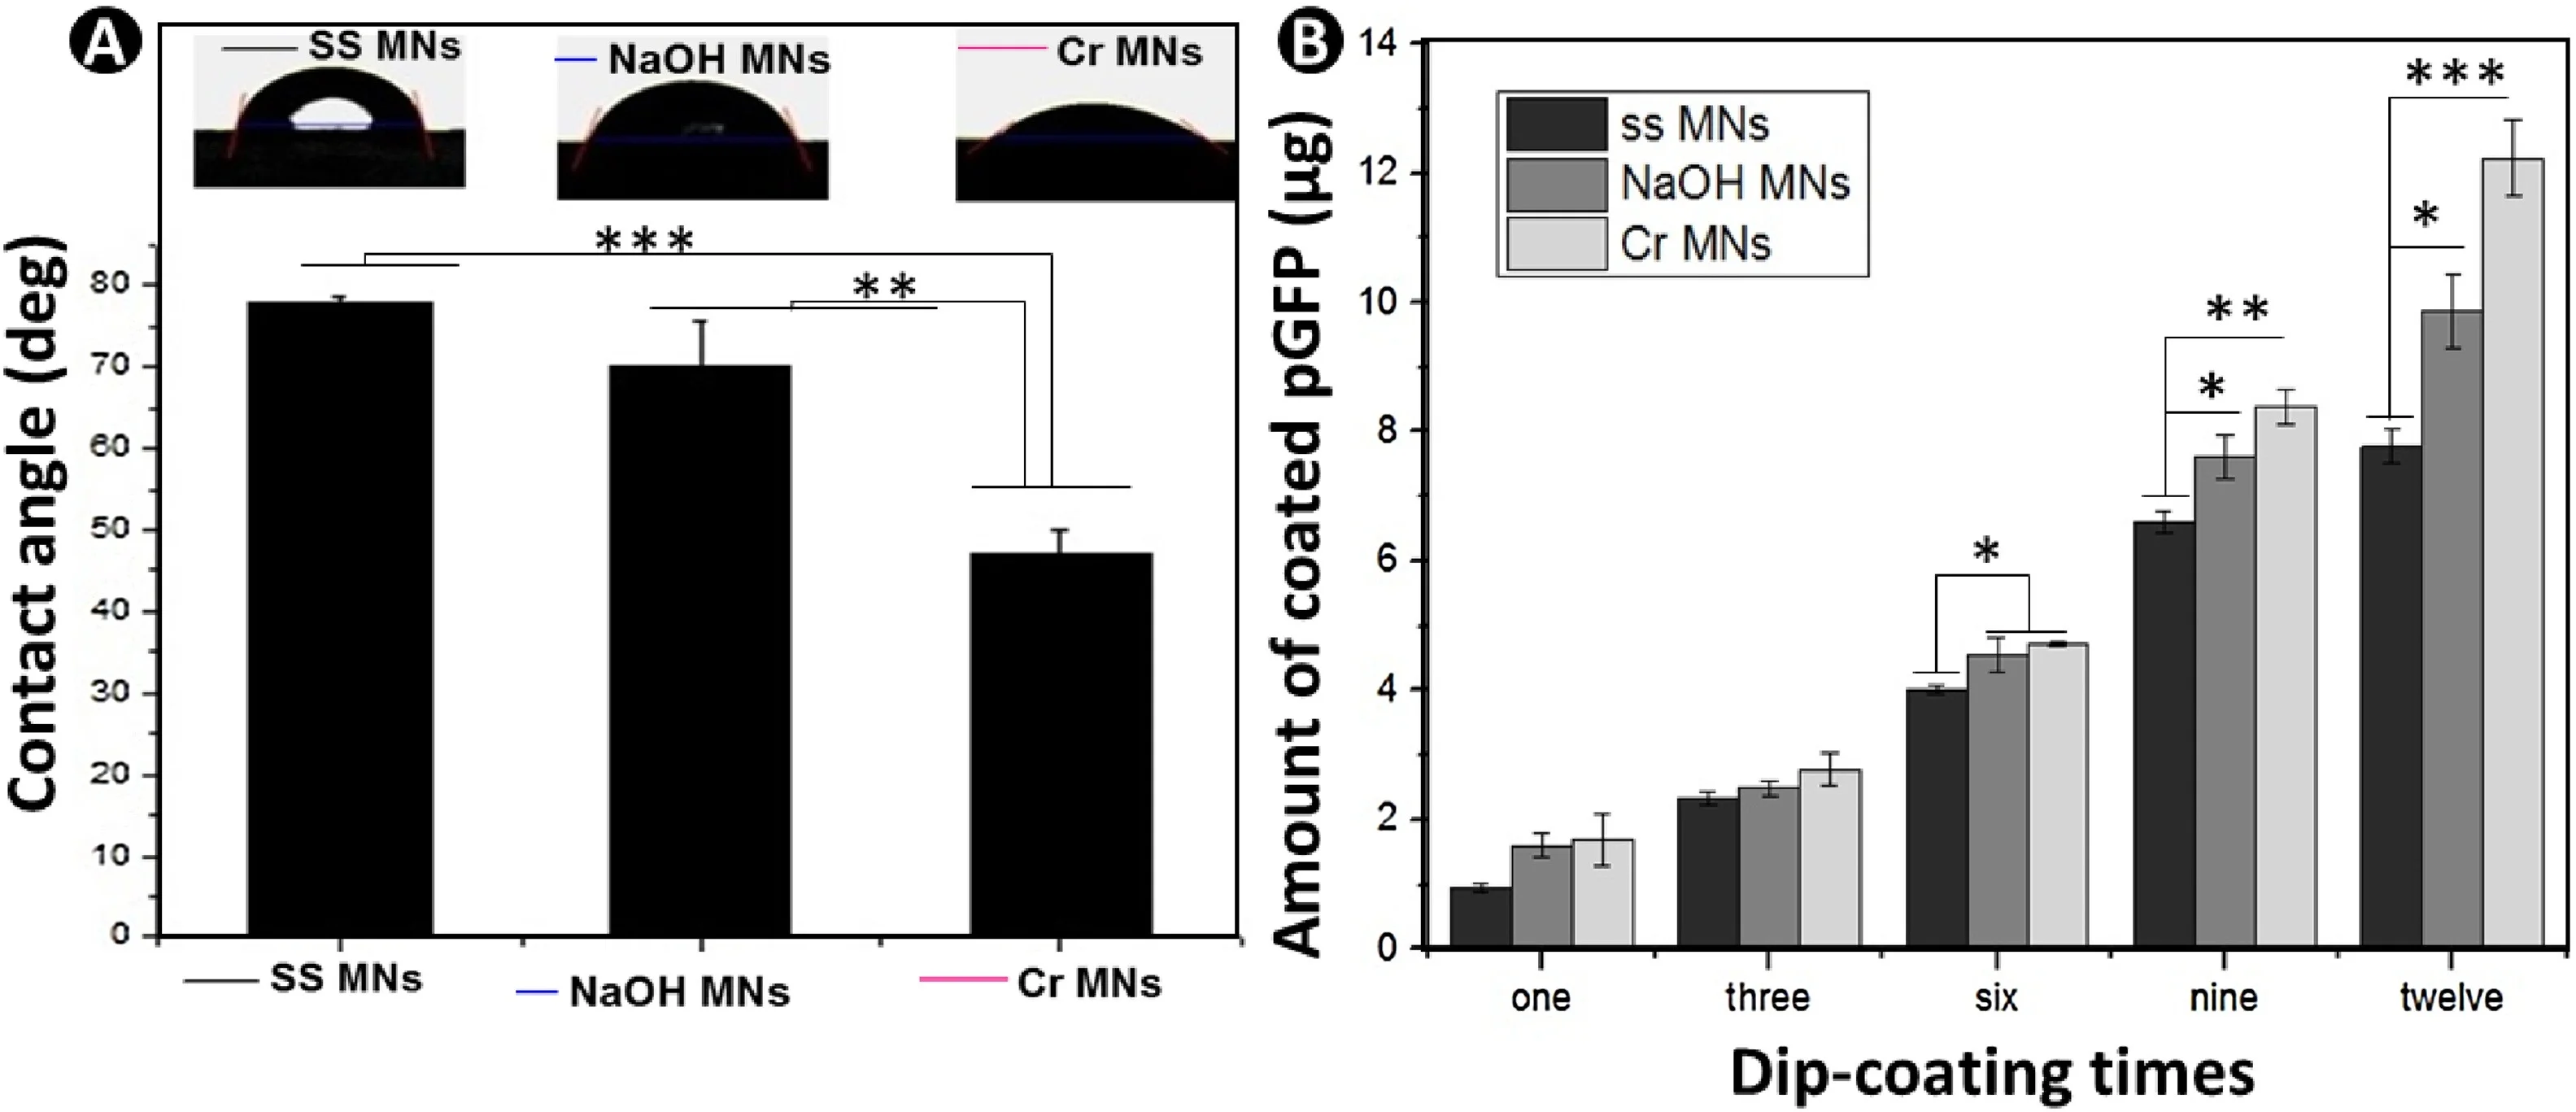 A
SS MNs
NaOH MNs
Cr MNs
***
**
Contact angle (deg)
80
70
60
50
40
30
20
10
0
SS MNs
NaOH MNs
Cr MNs
B
ss MNs
NaOH MNs
Cr MNs
***
*
**
*
*
Amount of coated pGFP (µg)
14
12
10
8
6
4
2
0
one
three
six
nine
twelve
Dip-coating times